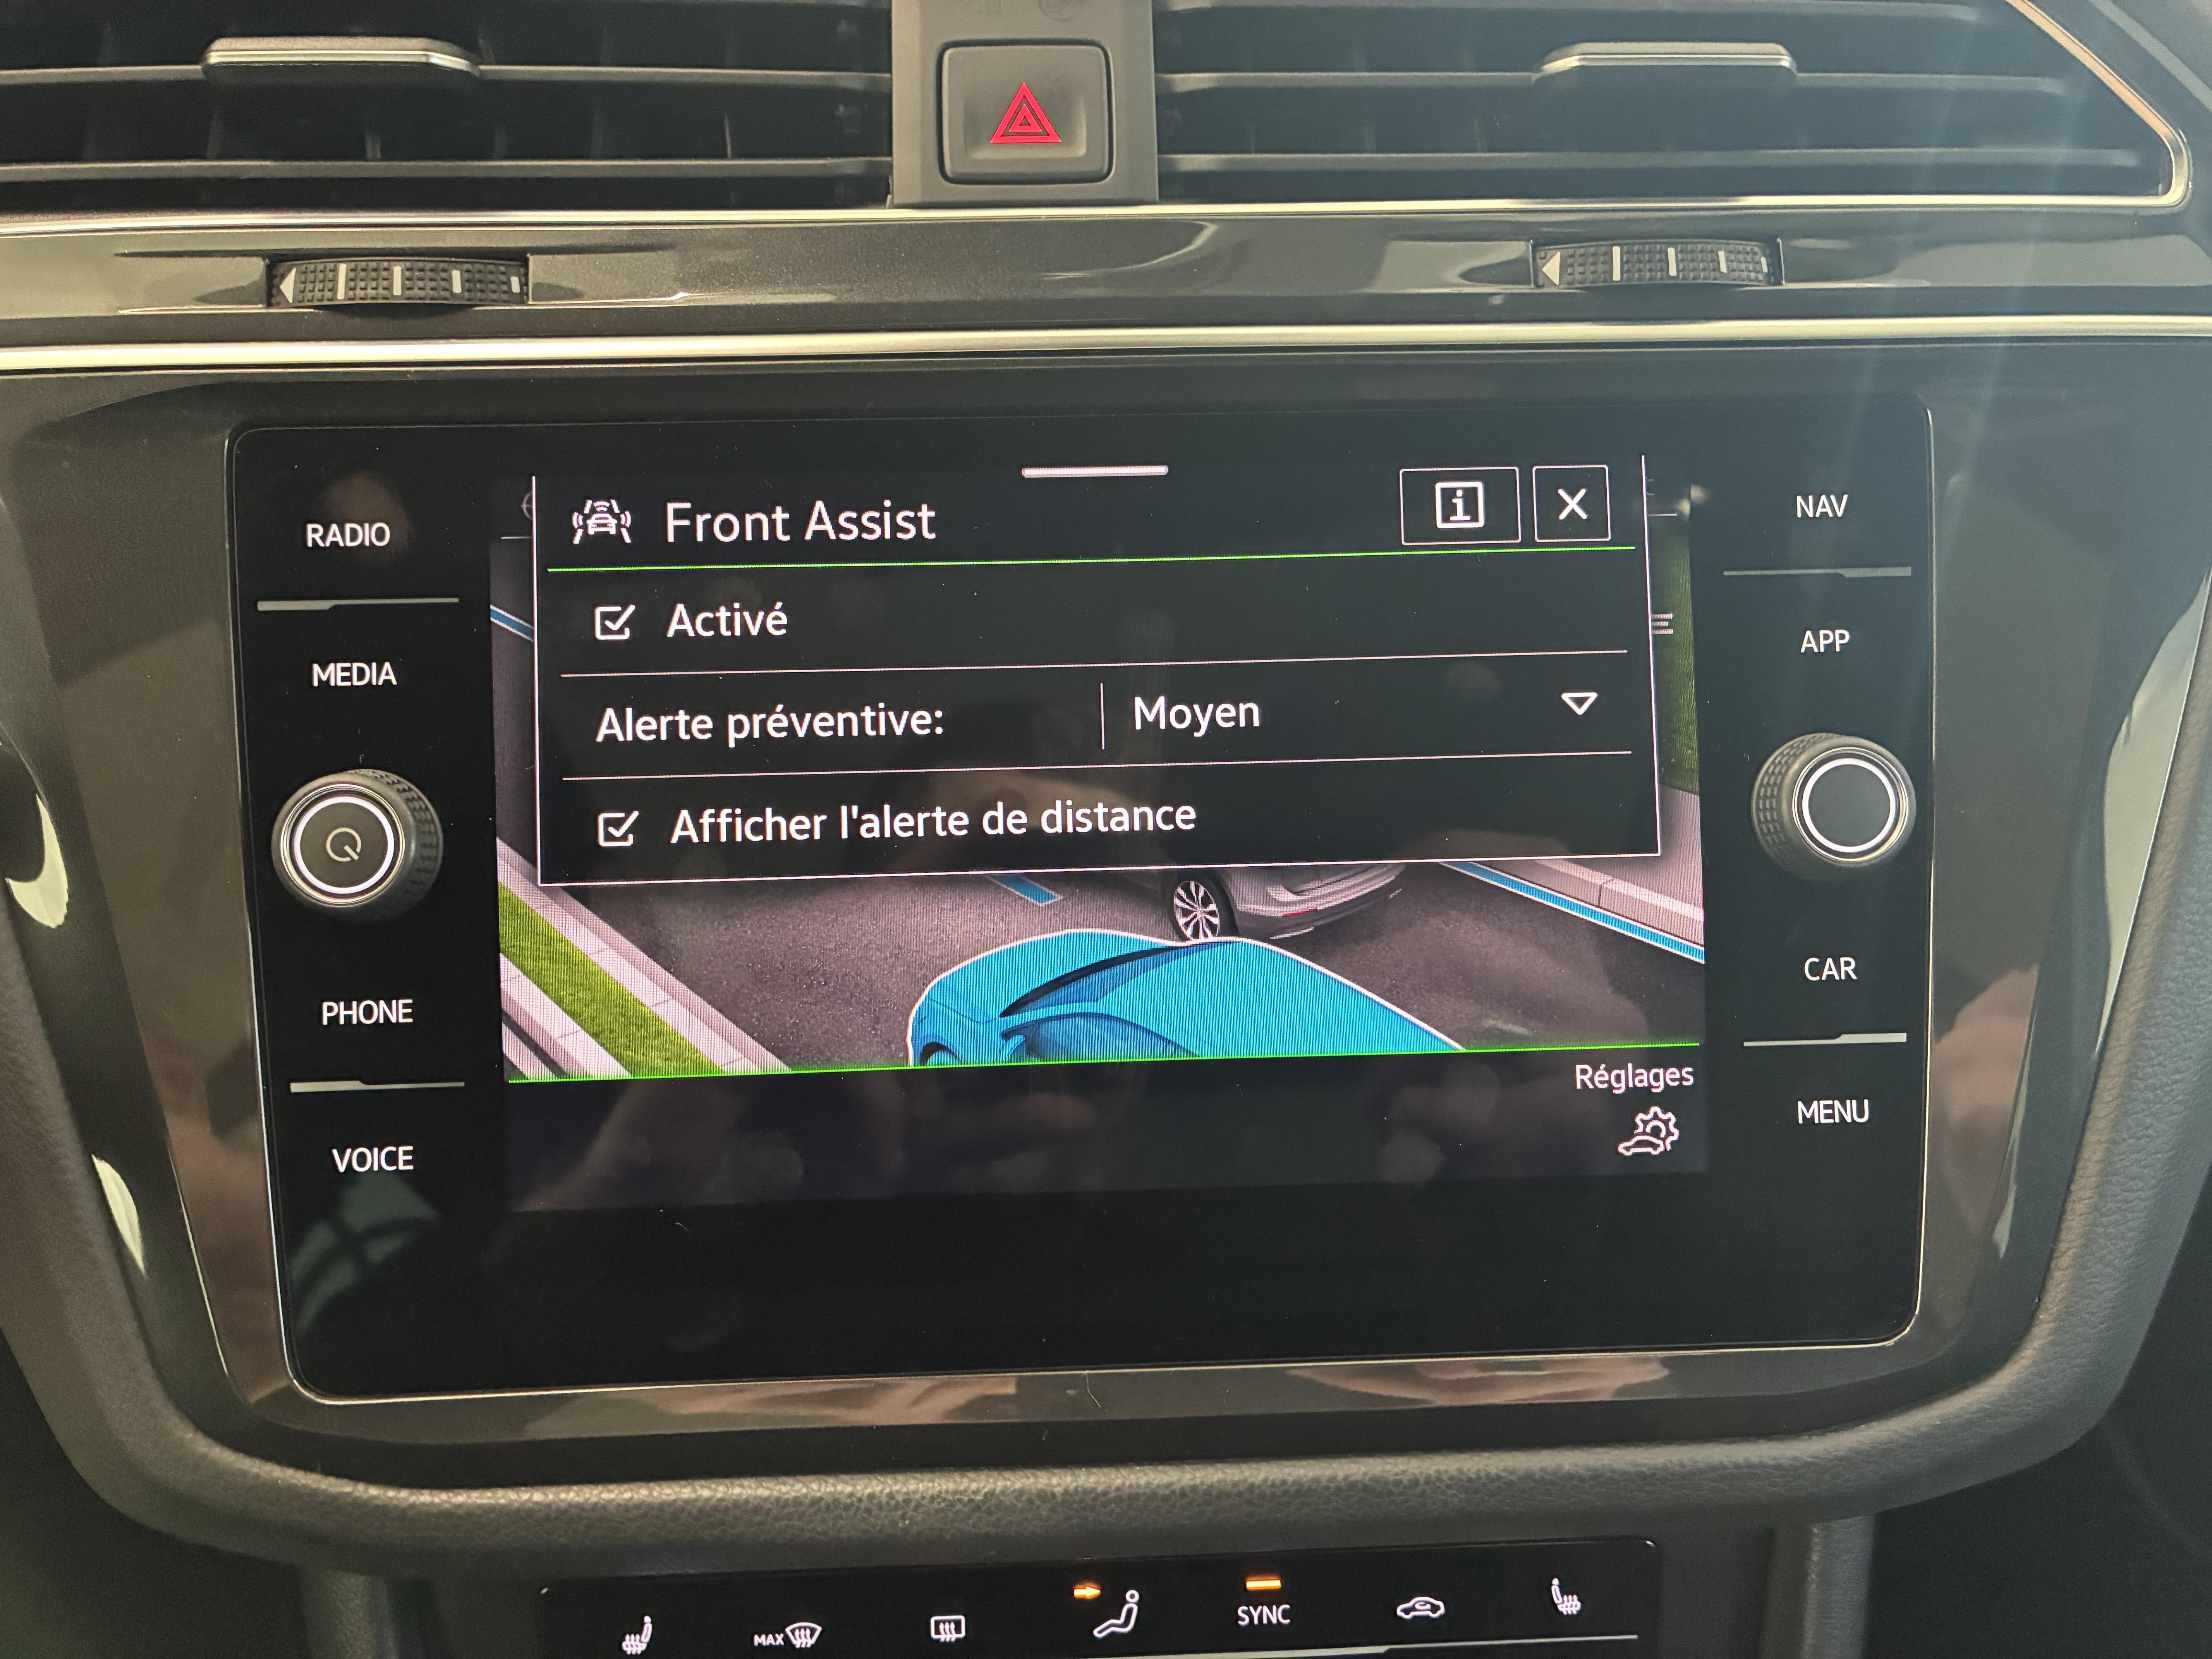 RADIO
MEDIA
PHONE
VOICE
Front Assist
Activé
Alerte préventive: Moyen
Afficher l'alerte de distance
Réglages
NAV
APP
CAR
MENU
MAX
SYNC